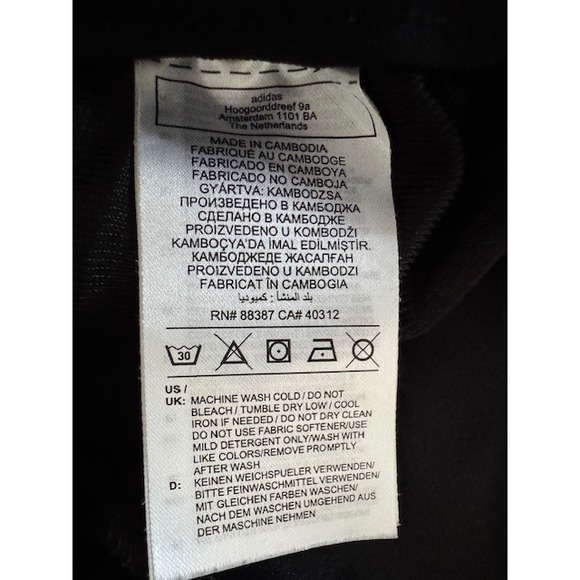 adidas
Hoogoorddreef 9a
Amsterdam 1101 BA
The Netherlands
MADE IN CAMBODIA
FABRIQUÉ AU CAMBODGE
FABRICADO EN CAMBOYA
FABRICADO NO CAMBOJA
GYÁRTVA: KAMBODZSA
ПРОИЗВЕДЕНО В КАМБОДЖА
СДЕЛАНО В КАМБОДЖЕ
PROIZVEDENO U KOMBODŽI
KAMBOÇYA'DA İMAL EDİLMİŞTİR.
КАМБОДЖЕДЕ ЖАСАЛҒАН
PROIZVEDENO U KAMBODZI
FABRICAT ÎN CAMBOGIA
بلد المنشأ : كمبوديا
RN# 88387 CA# 40312
30
US /
UK: MACHINE WASH COLD / DO NOT
BLEACH / TUMBLE DRY LOW / COOL
IRON IF NEEDED / DO NOT DRY CLEAN
DO NOT USE FABRIC SOFTENER/USE
MILD DETERGENT ONLY/WASH WITH
LIKE COLORS/REMOVE PROMPTLY
AFTER WASH
D: KEINEN WEICHSPUELER VERWENDEN/
BITTE FEINWASCHMITTEL VERWENDEN/
MIT GLEICHEN FARBEN WASCHEN/
NACH DEM WASCHEN UMGEHEND AUS
DER MASCHINE NEHMEN